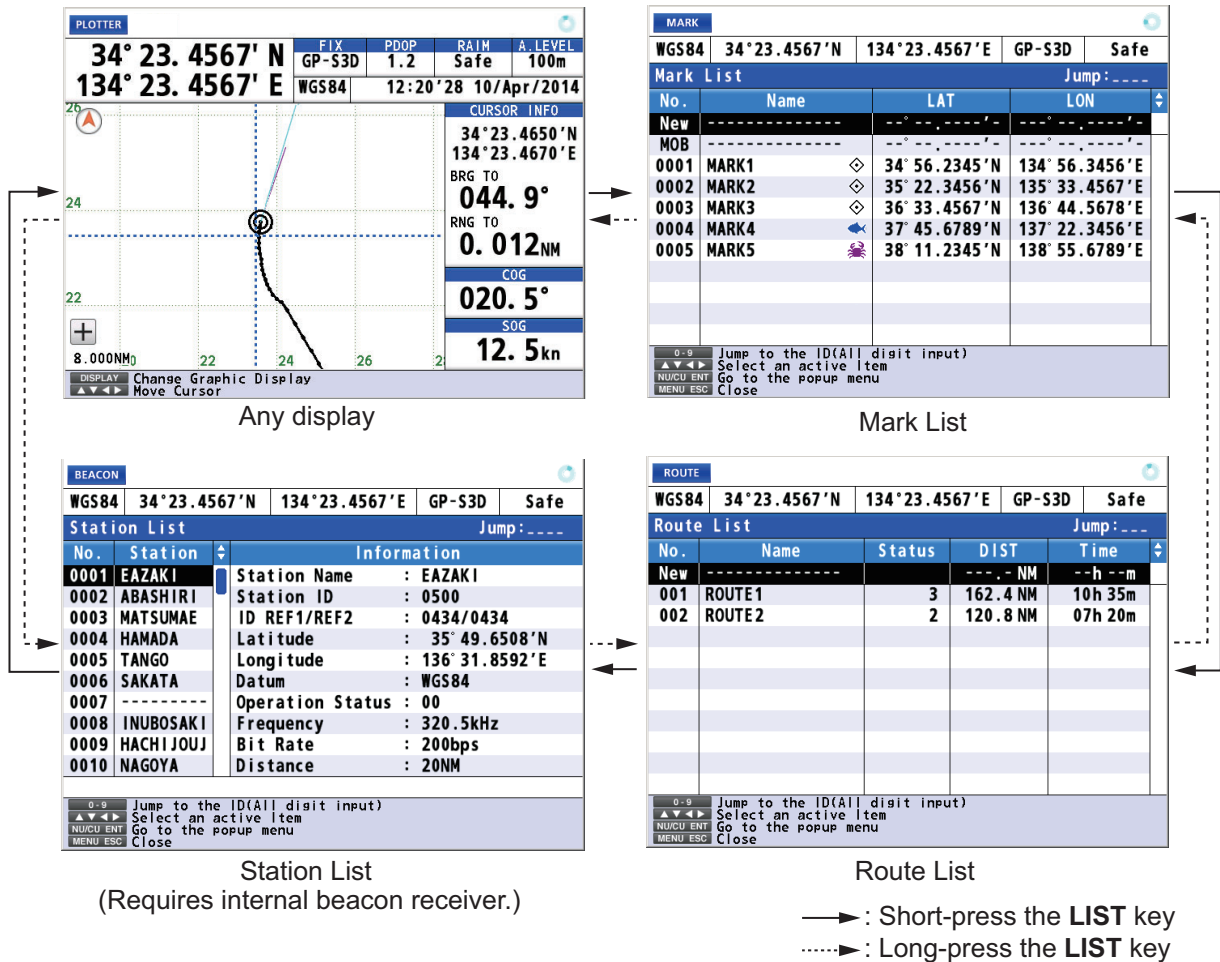 PLOTTER
34° 23. 4567' N
134° 23. 4567' E
FIX PDOP RAIM A.LEVEL
GP-S3D 1.2 Safe 100m
WGS84 12:20'28 10/Apr/2014
26
24
22
CURSOR INFO
34°23.4650'N
134°23.4670'E
BRG TO
044. 9°
RNG TO
0. 012NM
COG
020. 5°
SOG
12. 5kn
8.000NM 0 22 24 26 2
DISPLAY Change Graphic Display
▲▼◀▶ Move Cursor
Any display
MARK
WGS84 34°23.4567'N 134°23.4567'E GP-S3D Safe
Mark List Jump:____
No. Name LAT LON
New -------------- --° --.----'- ---° --.----'-
MOB -------------- --° --.----'- ---° --.----'-
0001 MARK1 34° 56.2345'N 134° 56.3456'E
0002 MARK2 35° 22.3456'N 135° 33.4567'E
0003 MARK3 36° 33.4567'N 136° 44.5678'E
0004 MARK4 37° 45.6789'N 137° 22.3456'E
0005 MARK5 38° 11.2345'N 138° 55.6789'E
0-9 Jump to the ID(All digit input)
▲▼◀▶ Select an active Item
NU/CU ENT Go to the popup menu
MENU ESC Close
Mark List
BEACON
WGS84 34°23.4567'N 134°23.4567'E GP-S3D Safe
Station List Jump:____
No. Station Information
0001 EAZAKI Station Name : EAZAKI
0002 ABASHIRI Station ID : 0500
0003 MATSUMAE ID REF1/REF2 : 0434/0434
0004 HAMADA Latitude : 35° 49.6508'N
0005 TANGO Longitude : 136° 31.8592'E
0006 SAKATA Datum : WGS84
0007 --------- Operation Status : 00
0008 INUBOSAKI Frequency : 320.5kHz
0009 HACHIJOUJ Bit Rate : 200bps
0010 NAGOYA Distance : 20NM
0-9 Jump to the ID(All digit input)
▲▼◀▶ Select an active Item
NU/CU ENT Go to the popup menu
MENU ESC Close
Station List
(Requires internal beacon receiver.)
ROUTE
WGS84 34°23.4567'N 134°23.4567'E GP-S3D Safe
Route List Jump:___
No. Name Status DIST Time
New -------------- ---.- NM --h --m
001 ROUTE1 3 162.4 NM 10h 35m
002 ROUTE2 2 120.8 NM 07h 20m
0-9 Jump to the ID(All digit input)
▲▼◀▶ Select an active Item
NU/CU ENT Go to the popup menu
MENU ESC Close
Route List
: Short-press the LIST key
: Long-press the LIST key